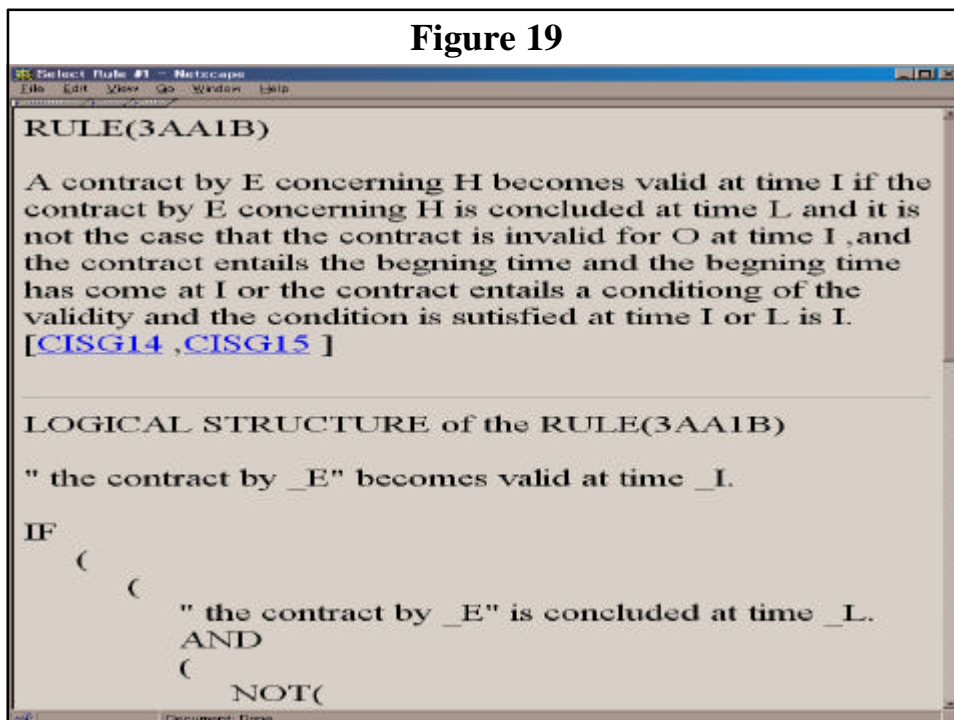 Figure 19
Select Rule #1 - Netscape
File Edit View Go Window Help
RULE(3AA1B)
A contract by E concerning H becomes valid at time I if the
contract by E concerning H is concluded at time L and it is
not the case that the contract is invalid for O at time I ,and
the contract entails the begning time and the begning time
has come at I or the contract entails a conditiong of the
validity and the condition is sutisfied at time I or L is I.
[CISG14 ,CISG15 ]
LOGICAL STRUCTURE of the RULE(3AA1B)
" the contract by _E" becomes valid at time _I.
IF
(
(
" the contract by _E" is concluded at time _L.
AND
(
NOT(
Document: Done